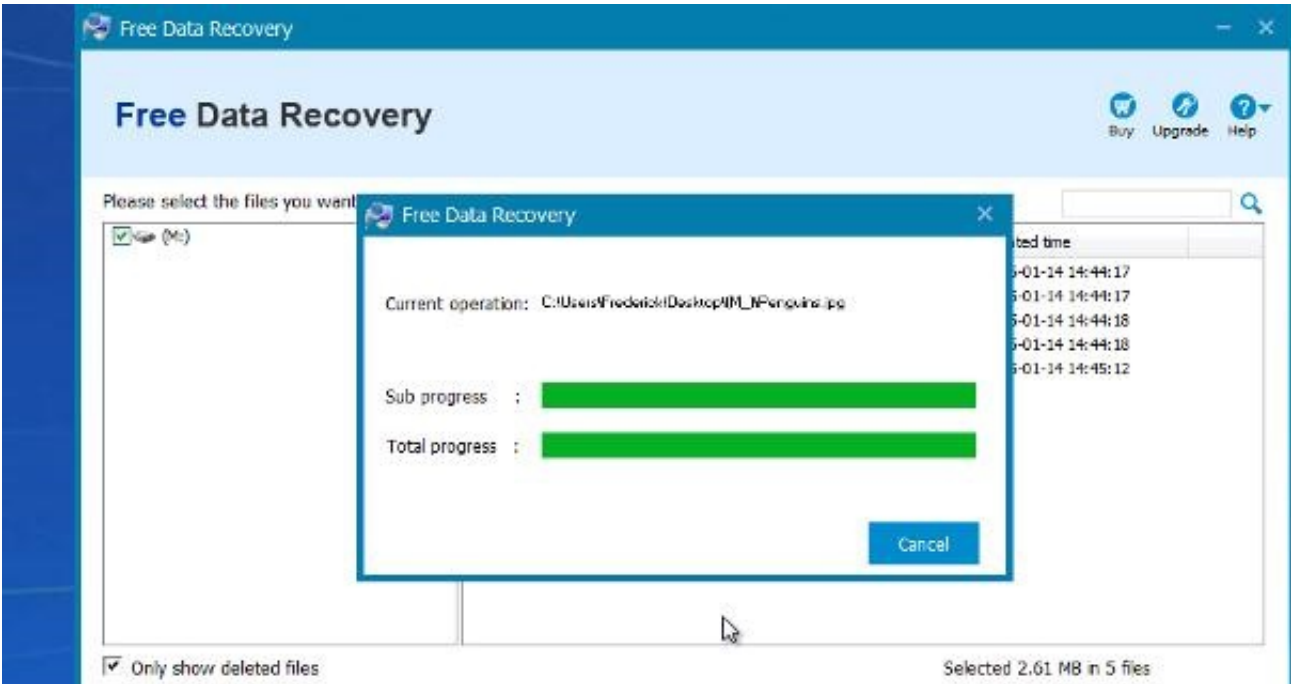 Free Data Recovery
Free Data Recovery
Buy Upgrade Help
Please select the files you want
(M:)
Free Data Recovery
Current operation: C:\Users\Frederick\Desktop\(M_)\Penguins.jpg
Sub progress :
Total progress :
Cancel
ted time
5-01-14 14:44:17
5-01-14 14:44:17
5-01-14 14:44:18
5-01-14 14:44:18
5-01-14 14:45:12
Only show deleted files
Selected 2.61 MB in 5 files